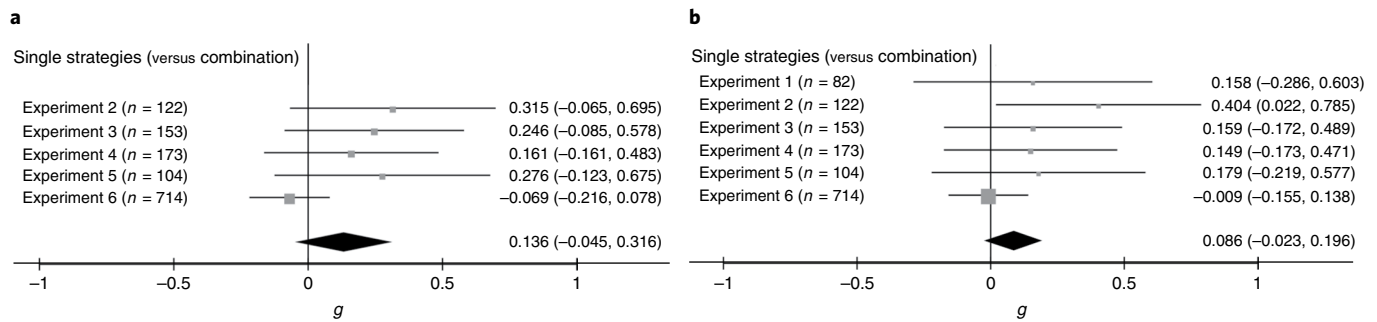 a
Single strategies (versus combination)
Experiment 2 (n = 122) 0.315 (–0.065, 0.695)
Experiment 3 (n = 153) 0.246 (–0.085, 0.578)
Experiment 4 (n = 173) 0.161 (–0.161, 0.483)
Experiment 5 (n = 104) 0.276 (–0.123, 0.675)
Experiment 6 (n = 714) –0.069 (–0.216, 0.078)
0.136 (–0.045, 0.316)
–1 –0.5 0 0.5 1
g
b
Single strategies (versus combination)
Experiment 1 (n = 82) 0.158 (–0.286, 0.603)
Experiment 2 (n = 122) 0.404 (0.022, 0.785)
Experiment 3 (n = 153) 0.159 (–0.172, 0.489)
Experiment 4 (n = 173) 0.149 (–0.173, 0.471)
Experiment 5 (n = 104) 0.179 (–0.219, 0.577)
Experiment 6 (n = 714) –0.009 (–0.155, 0.138)
0.086 (–0.023, 0.196)
–1 –0.5 0 0.5 1
g